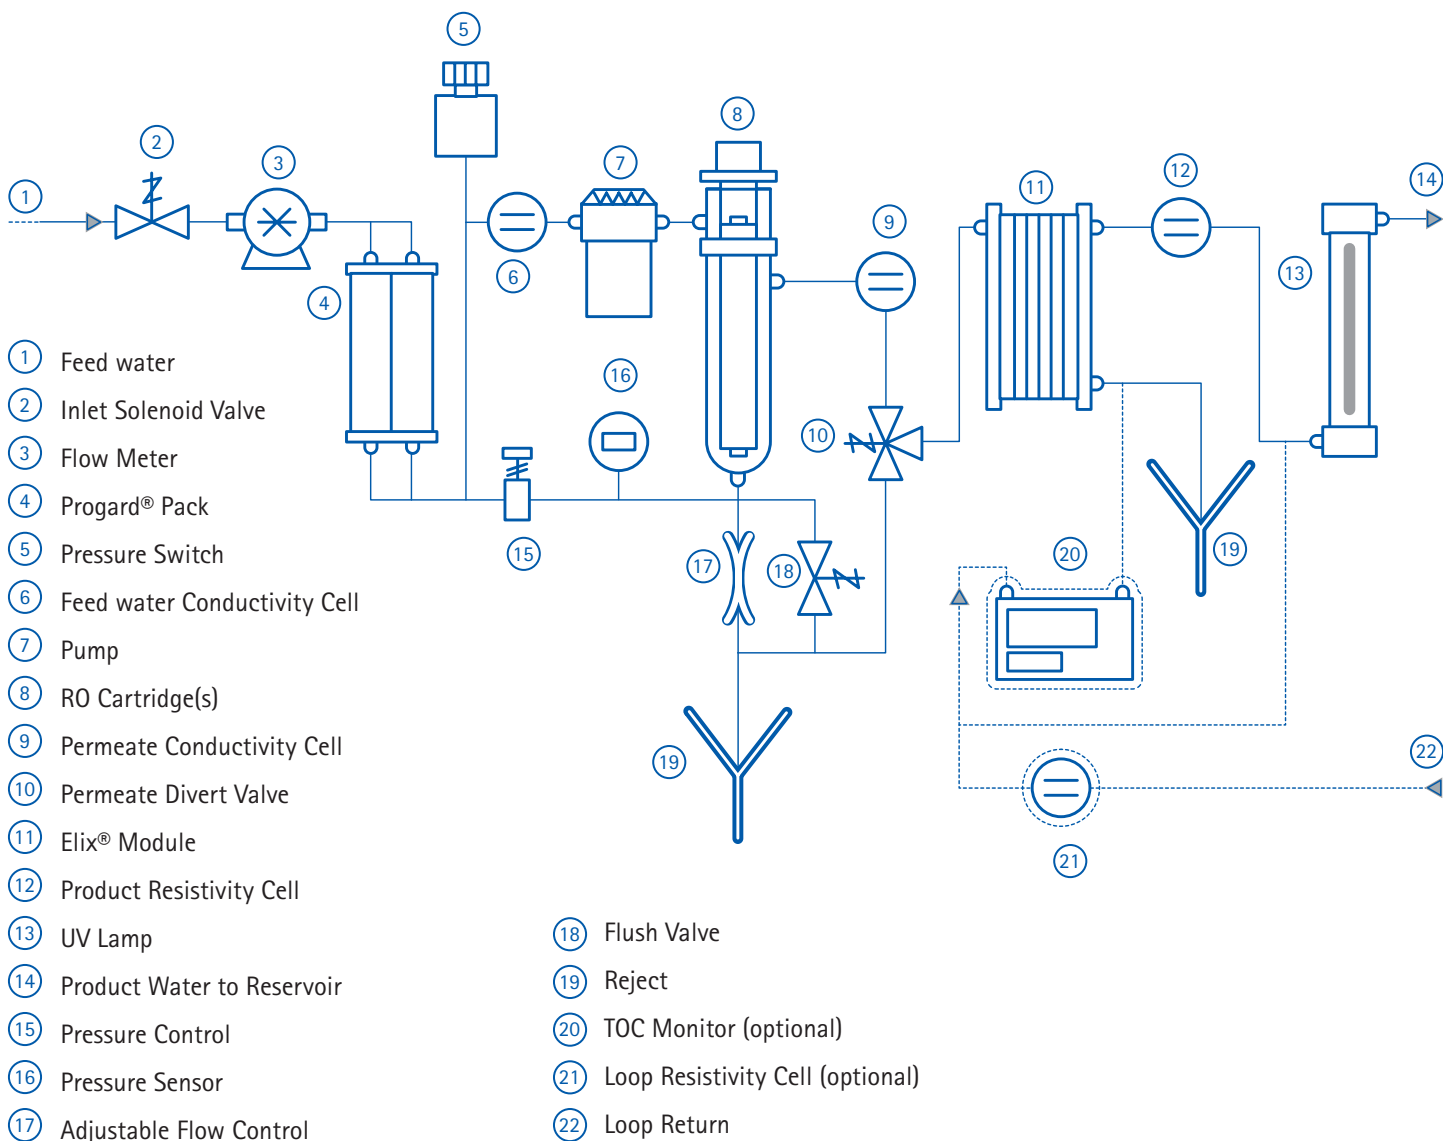 5
8
2
3
7
12
14
1
11
9
6
13
4
16
10
15
17
18
20
19
19
22
21
1 Feed water
2 Inlet Solenoid Valve
3 Flow Meter
4 Progard® Pack
5 Pressure Switch
6 Feed water Conductivity Cell
7 Pump
8 RO Cartridge(s)
9 Permeate Conductivity Cell
10 Permeate Divert Valve
11 Elix® Module
12 Product Resistivity Cell
13 UV Lamp
14 Product Water to Reservoir
15 Pressure Control
16 Pressure Sensor
17 Adjustable Flow Control
18 Flush Valve
19 Reject
20 TOC Monitor (optional)
21 Loop Resistivity Cell (optional)
22 Loop Return